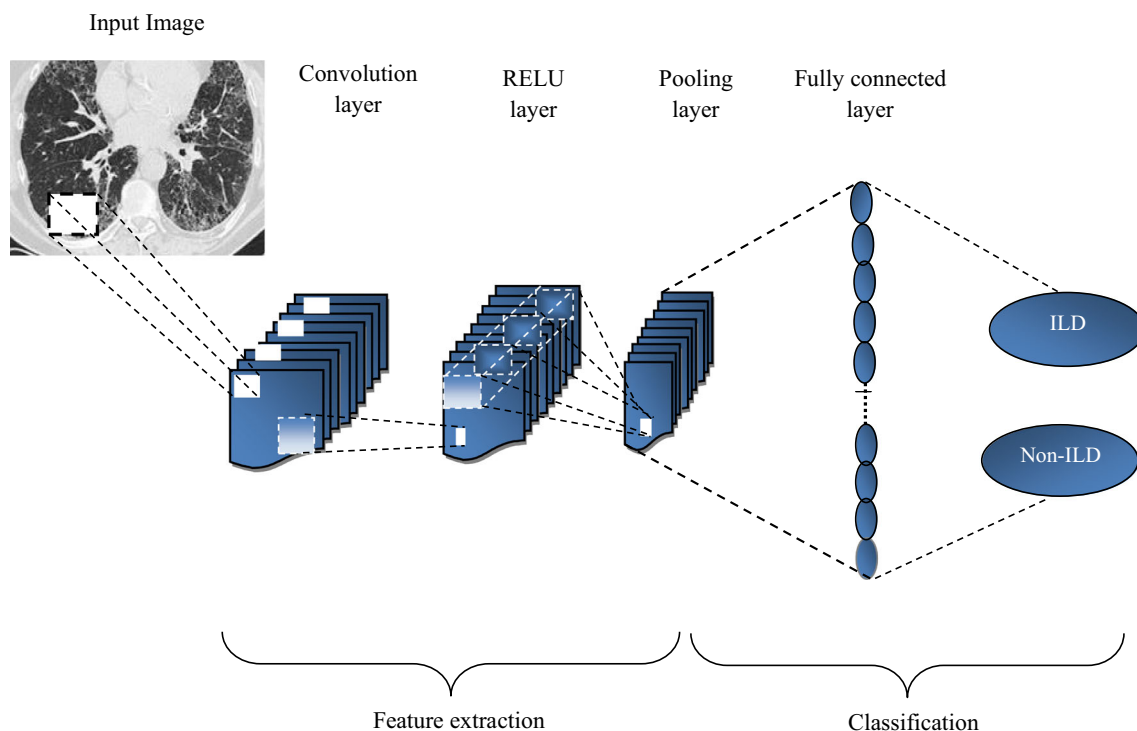 Input Image
Convolution
layer
RELU
layer
Pooling
layer
Fully connected
layer
ILD
Non-ILD
Feature extraction
Classification